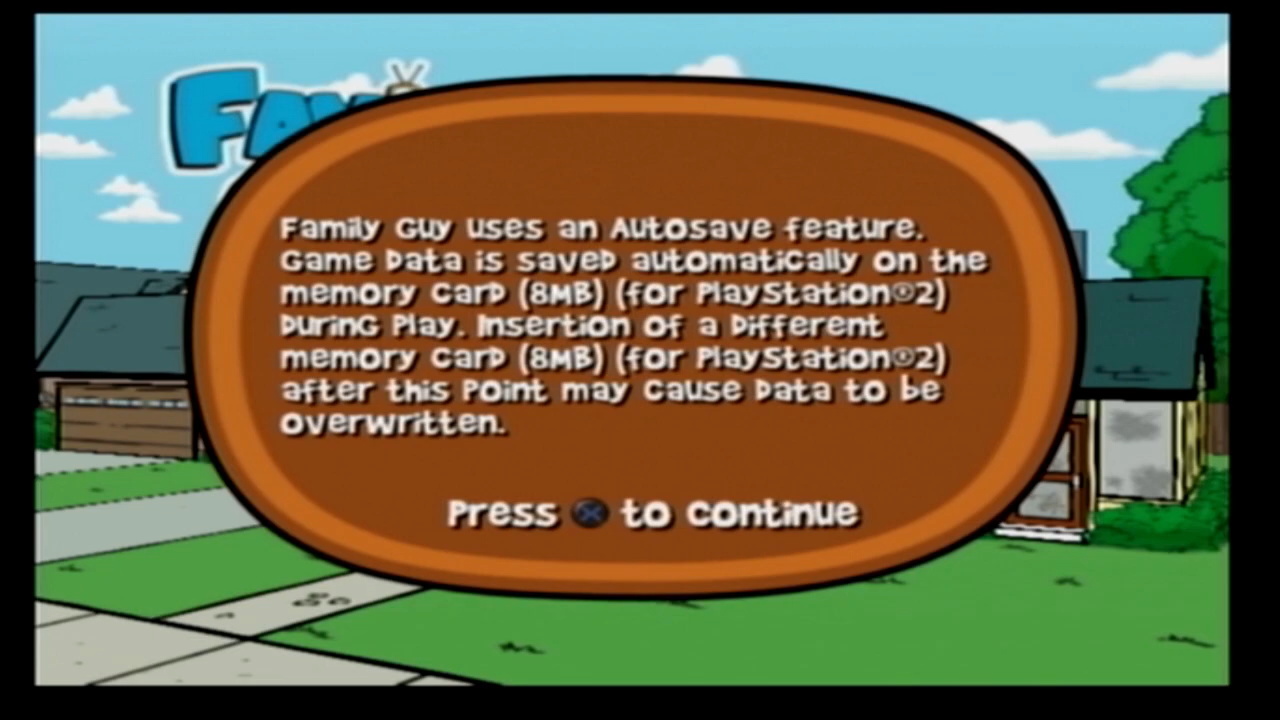 Fam
Family Guy uses an Autosave feature.
Game Data is saved automatically on the
memory card (8MB) (for PlayStation®2)
During Play. Insertion of a Different
memory card (8MB) (for PlayStation®2)
after this Point may cause Data to be
overwritten.
Press ⊗ to continue